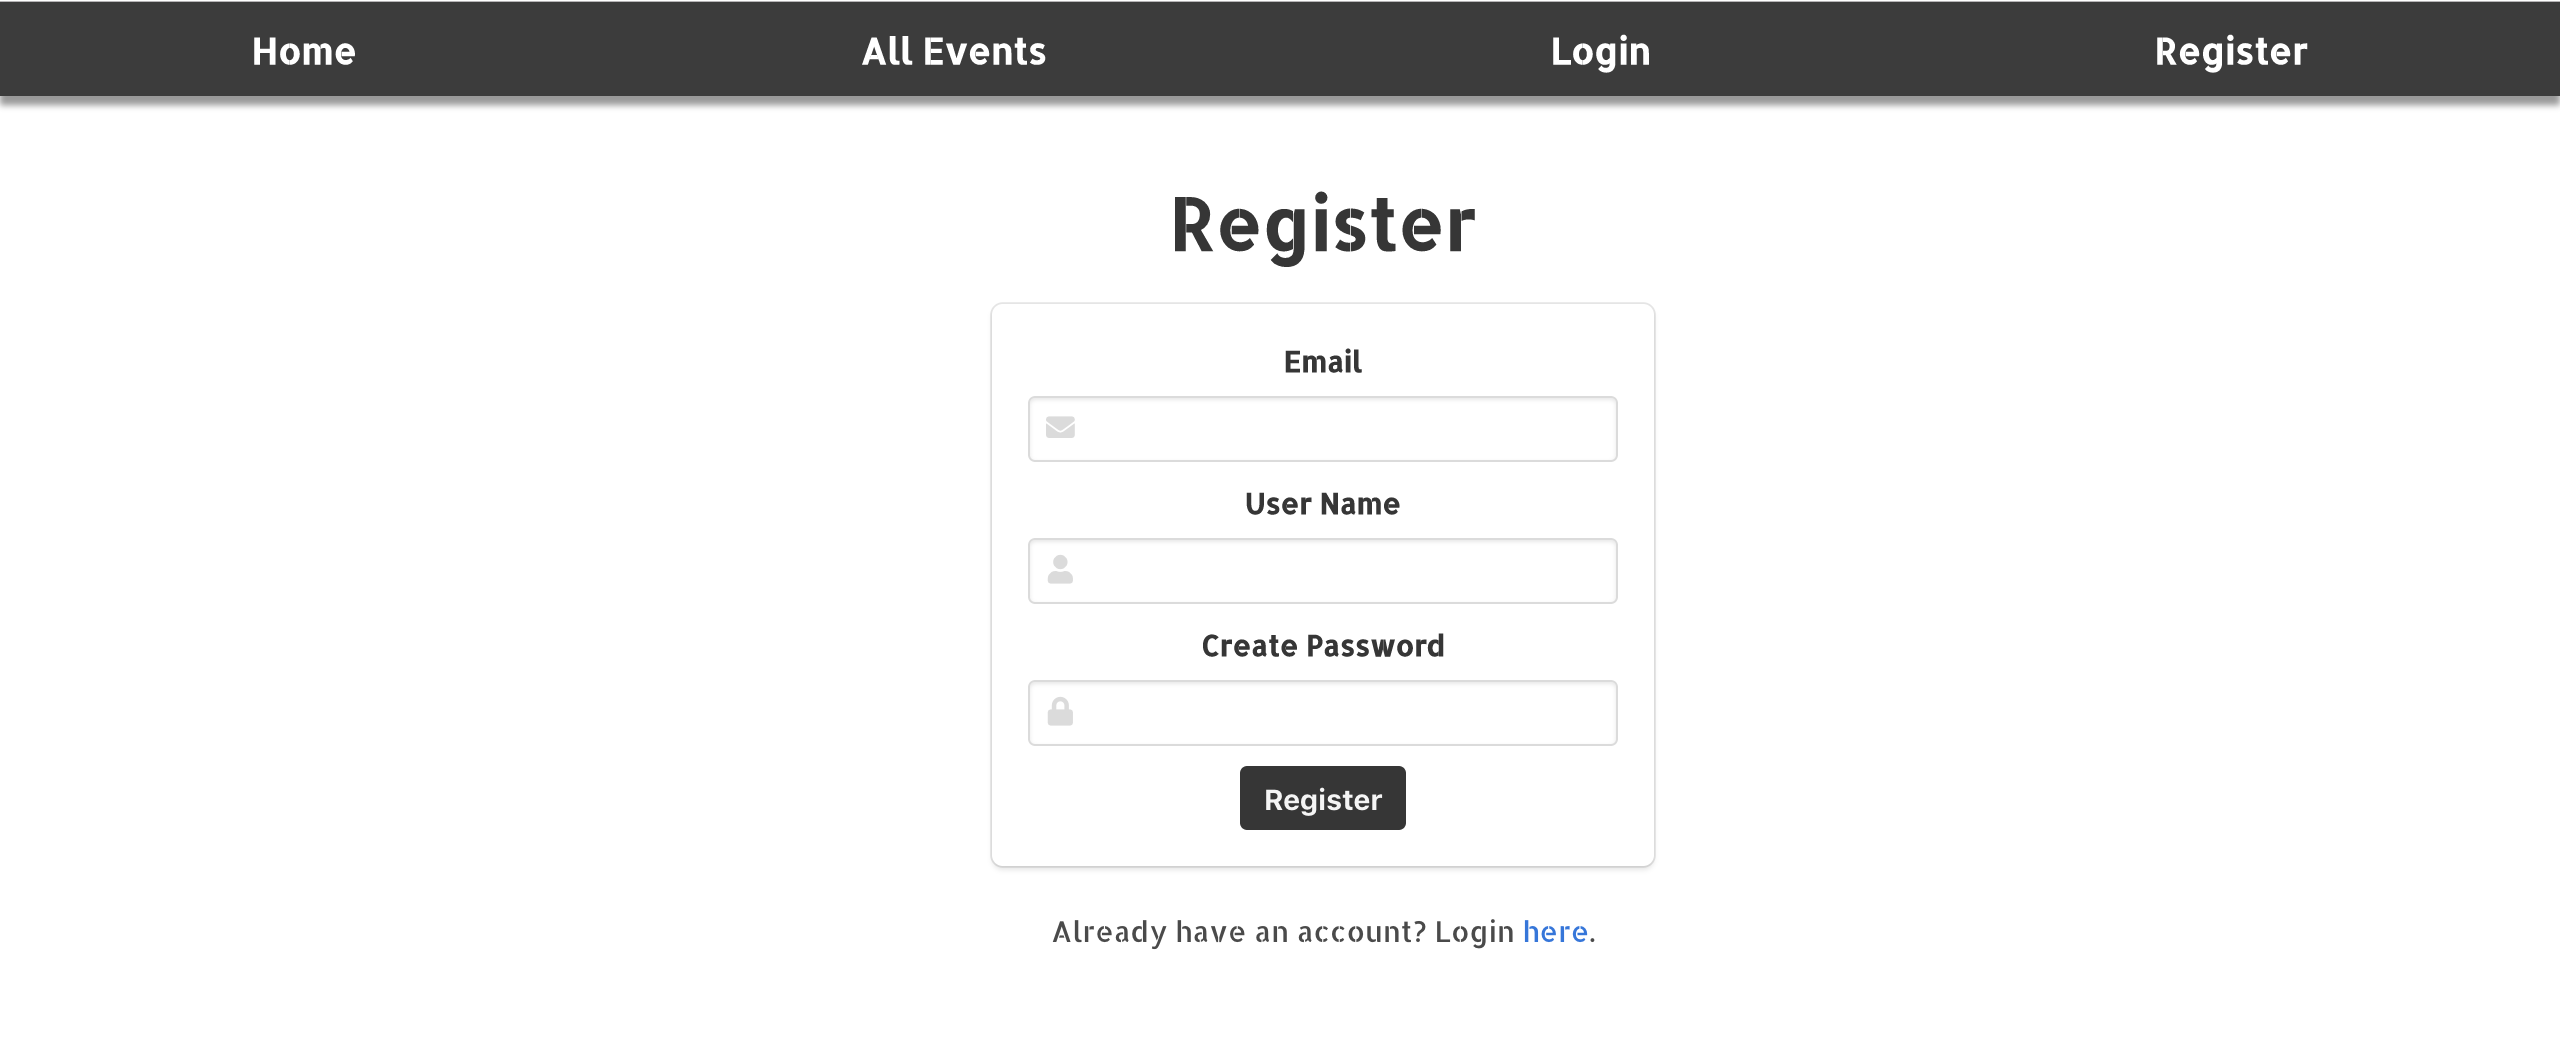 Home All Events Login Register
Register
Email
User Name
Create Password
Register
Already have an account? Login here.